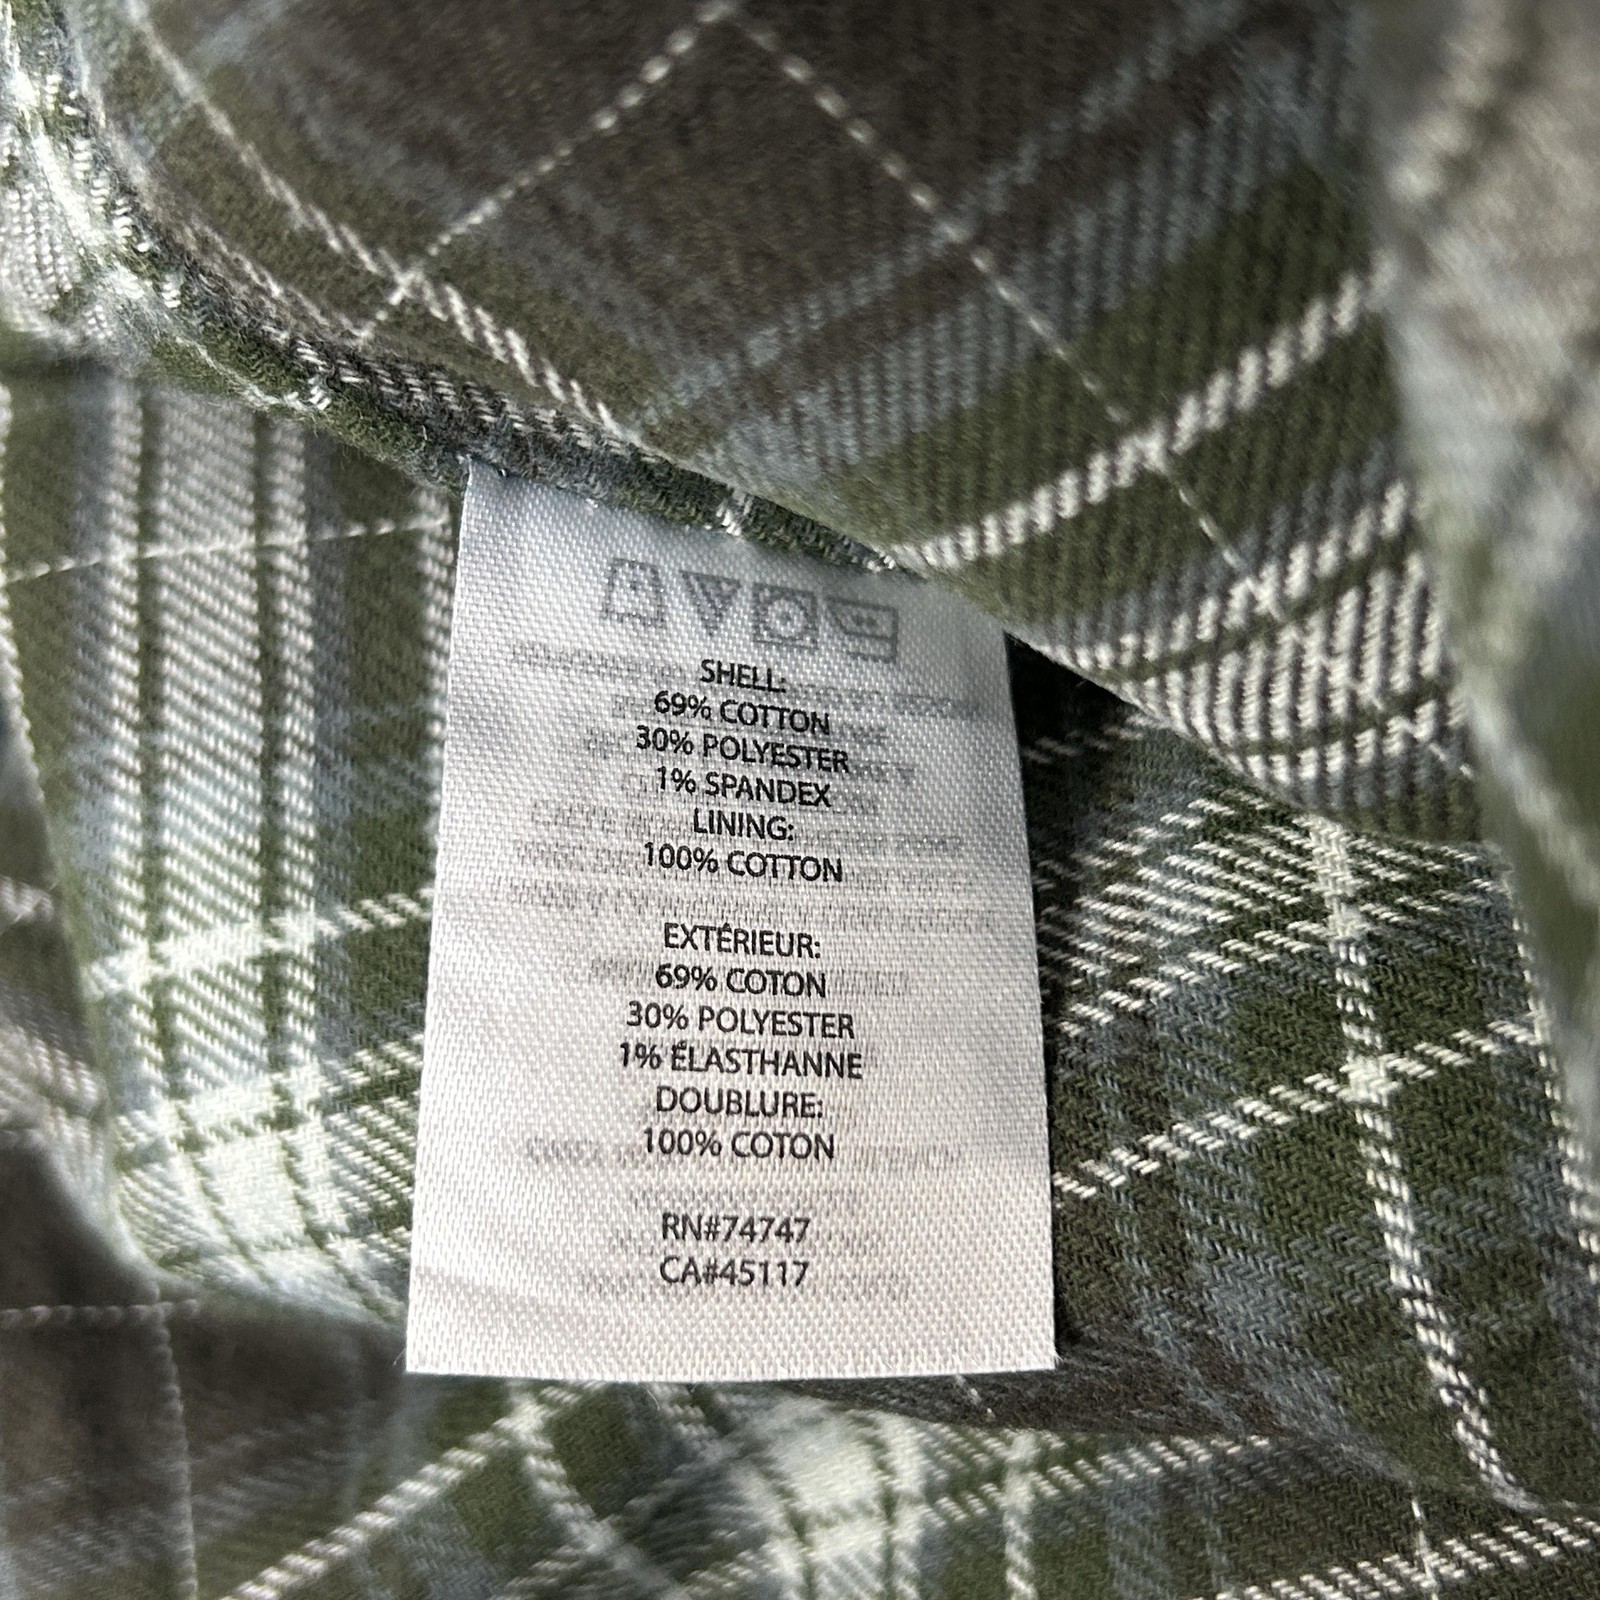 SHELL:
69% COTTON
30% POLYESTER
1% SPANDEX
LINING:
100% COTTON
EXTÉRIEUR:
69% COTON
30% POLYESTER
1% ÉLASTHANNE
DOUBLURE:
100% COTON
RN#74747
CA#45117